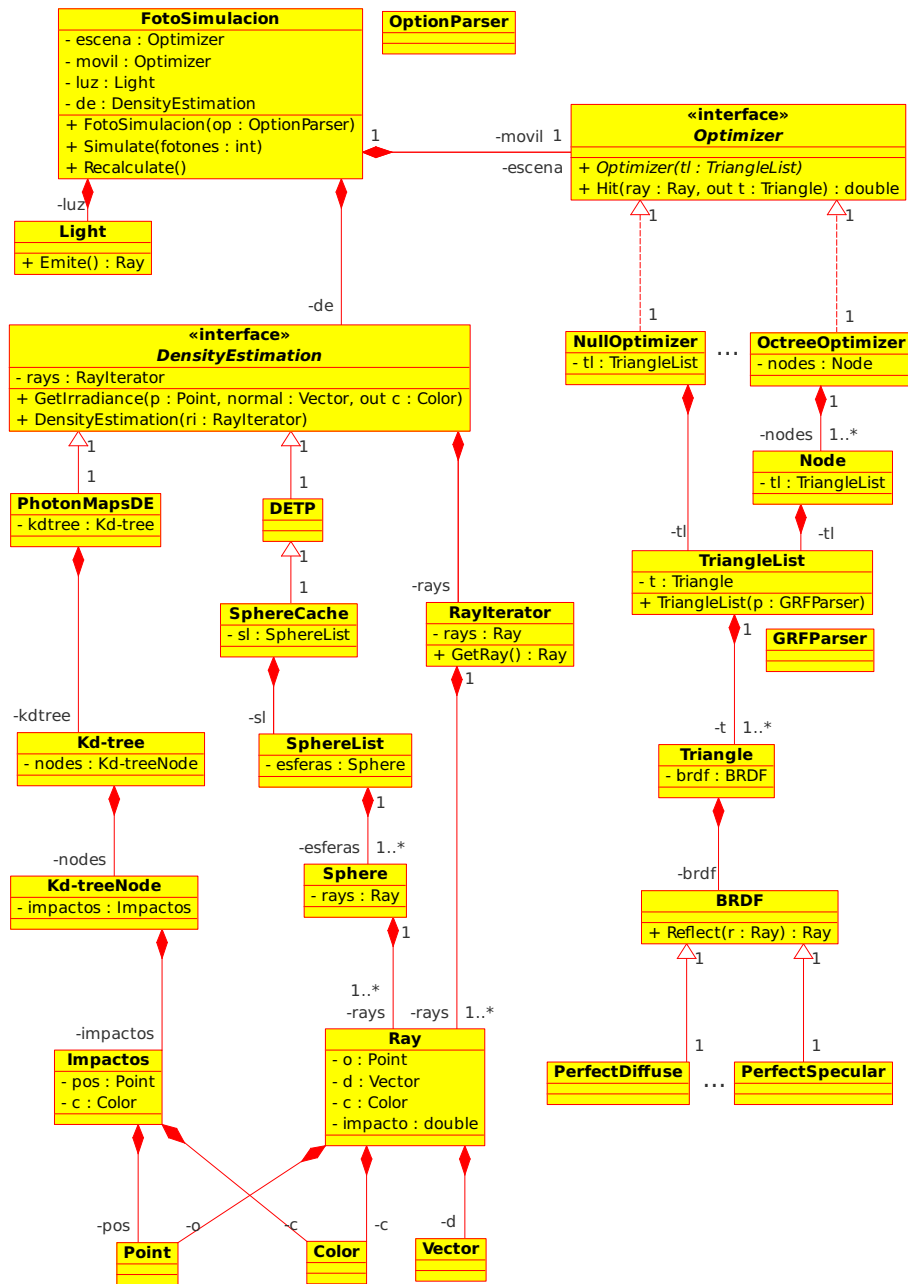 FotoSimulacion
- escena : Optimizer
- movil : Optimizer
- luz : Light
- de : DensityEstimation
+ FotoSimulacion(op : OptionParser)
+ Simulate(fotones : int)
+ Recalculate()
OptionParser
1
-movil
1
-escena
«interface»
Optimizer
+ Optimizer(tl : TriangleList)
+ Hit(ray : Ray, out t : Triangle) : double
-luz
Light
+ Emite() : Ray
-de
1
1
1
1
«interface»
DensityEstimation
- rays : RayIterator
+ GetIrradiance(p : Point, normal : Vector, out c : Color)
+ DensityEstimation(ri : RayIterator)
NullOptimizer
- tl : TriangleList
...
OctreeOptimizer
- nodes : Node
1
-nodes
1..*
Node
- tl : TriangleList
1
1
1
1
PhotonMapsDE
- kdtree : Kd-tree
DETP
1
1
-tl
-tl
TriangleList
- t : Triangle
+ TriangleList(p : GRFParser)
1
GRFParser
SphereCache
- sl : SphereList
-rays
RayIterator
- rays : Ray
+ GetRay() : Ray
1
-kdtree
Kd-tree
- nodes : Kd-treeNode
-sl
SphereList
- esferas : Sphere
1
-t
1..*
Triangle
- brdf : BRDF
-nodes
Kd-treeNode
- impactos : Impactos
-esferas
1..*
Sphere
- rays : Ray
1
-brdf
BRDF
+ Reflect(r : Ray) : Ray
1
1
1..*
-rays
-rays
1..*
-impactos
Impactos
- pos : Point
- c : Color
Ray
- o : Point
- d : Vector
- c : Color
- impacto : double
1
1
PerfectDiffuse
...
PerfectSpecular
-pos
-o
-c
-c
-d
Point
Color
Vector